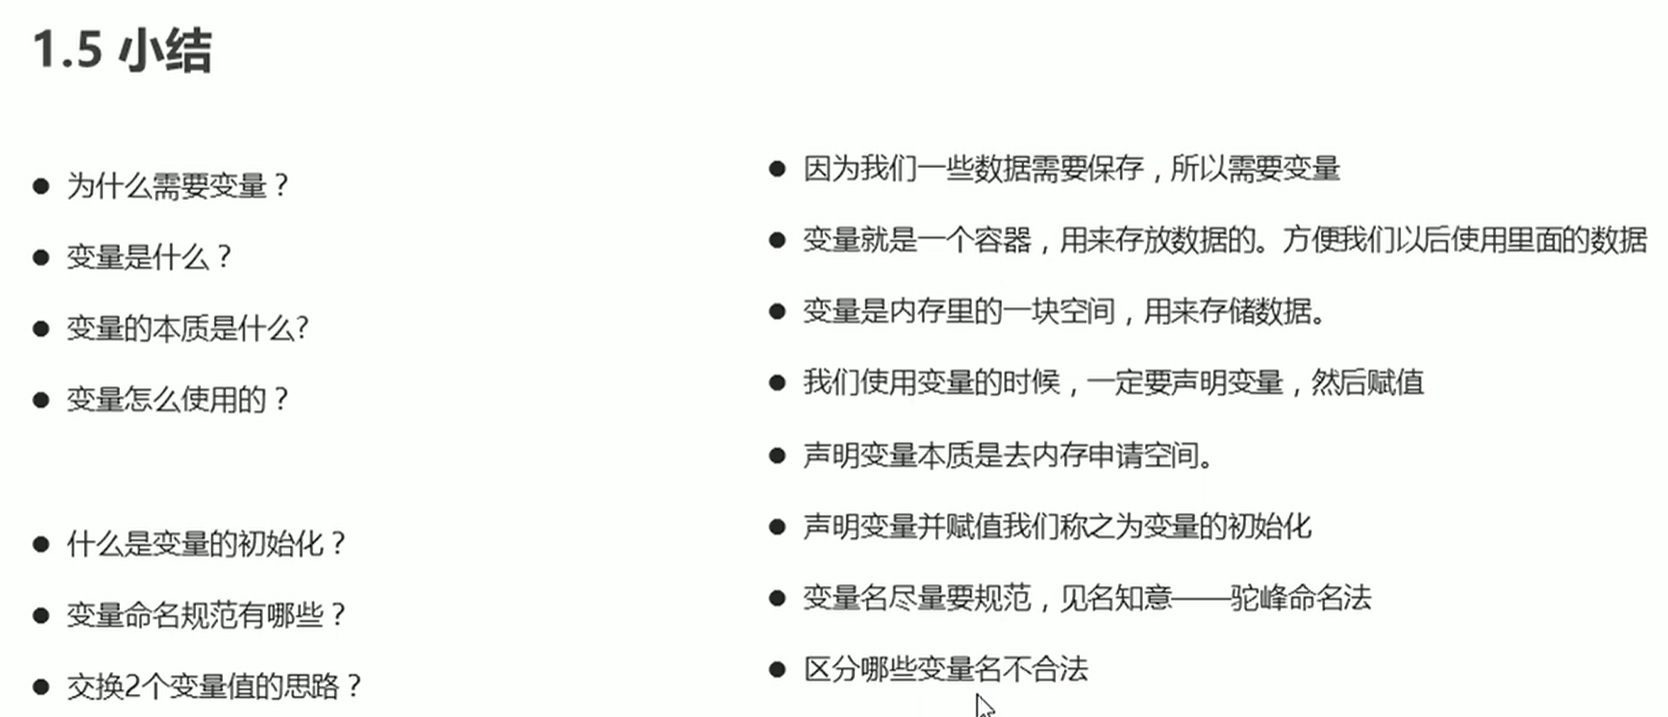 1.5 小结
为什么需要变量？
变量是什么？
变量的本质是什么?
变量怎么使用的？
什么是变量的初始化？
变量命名规范有哪些？
交换2个变量值的思路？
因为我们一些数据需要保存，所以需要变量
变量就是一个容器，用来存放数据的。方便我们以后使用里面的数据
变量是内存里的一块空间，用来存储数据。
我们使用变量的时候，一定要声明变量，然后赋值
声明变量本质是去内存申请空间。
声明变量并赋值我们称之为变量的初始化
变量名尽量要规范，见名知意——驼峰命名法
区分哪些变量名不合法